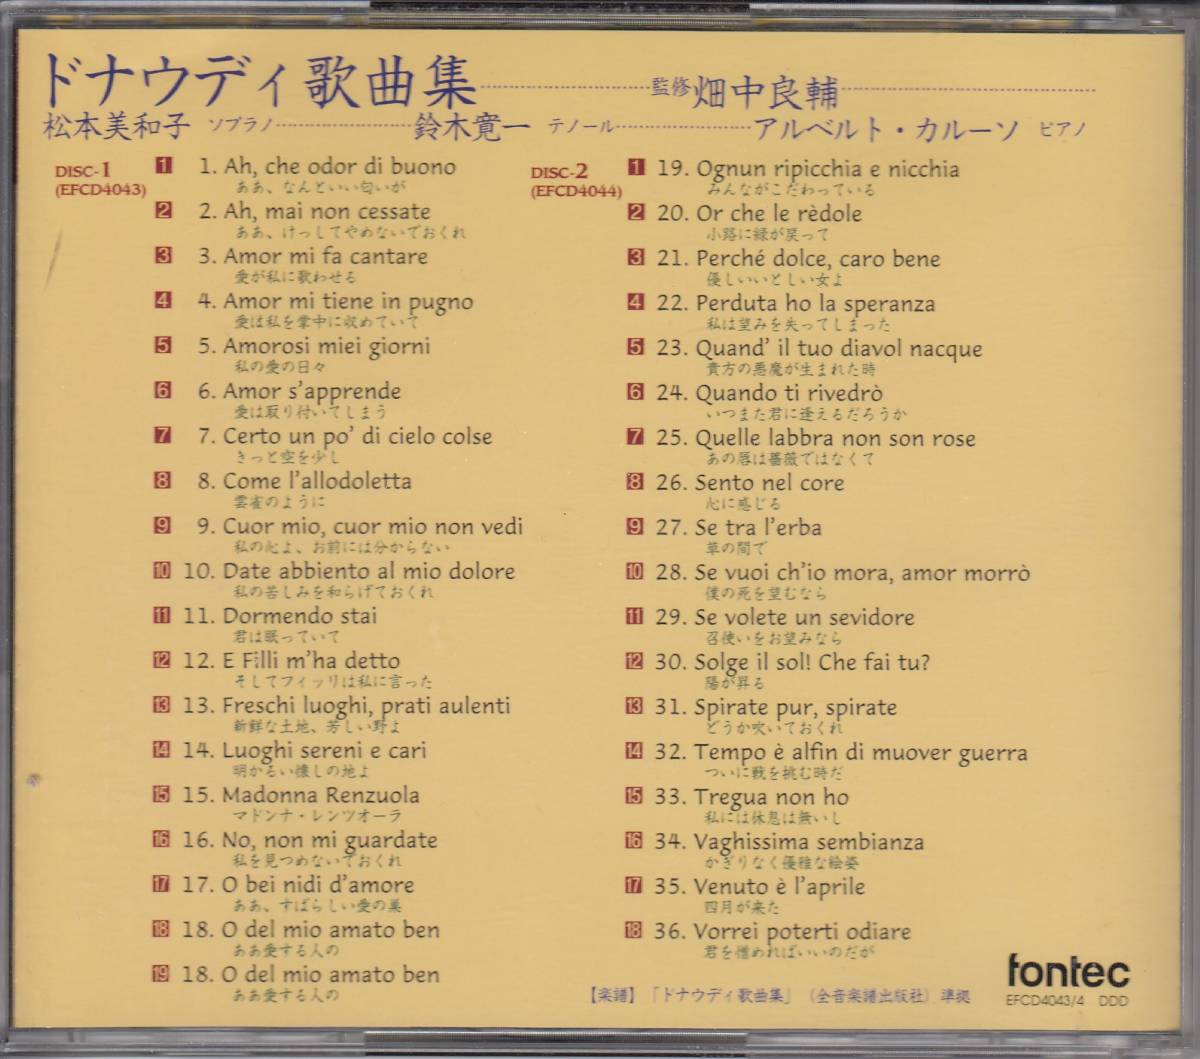 ドナウディ歌曲集 監修 畑中良輔
松本美和子 ソプラノ 鈴木寛一 テノール アルベルト・カルーソ ピアノ
DISC-1
(EFCD4043)
1 1. Ah, che odor di buono
ああ、なんといい匂いが
2 2. Ah, mai non cessate
ああ、けっしてやめないでおくれ
3 3. Amor mi fa cantare
愛が私に歌わせる
4 4. Amor mi tiene in pugno
愛は私を掌中に収めていて
5 5. Amorosi miei giorni
私の愛の日々
6 6. Amor s'apprende
愛は取り付いてしまう
7 7. Certo un po' di cielo colse
きっと空を少し
8 8. Come l'allodoletta
雲雀のように
9 9. Cuor mio, cuor mio non vedi
私の心よ、お前には分からない
10 10. Date abbiento al mio dolore
私の苦しみを和らげておくれ
11 11. Dormendo stai
君は眠っていて
12 12. E Filli m'ha detto
そしてフィッリは私に言った
13 13. Freschi luoghi, prati aulenti
新鮮な土地、芳しい野よ
14 14. Luoghi sereni e cari
明かるい懐しの地よ
15 15. Madonna Renzuola
マドンナ・レンツオーラ
16 16. No, non mi guardate
私を見つめないでおくれ
17 17. O bei nidi d'amore
ああ、すばらしい愛の巣
18 18. O del mio amato ben
ああ愛する人の
19 18. O del mio amato ben
ああ愛する人の
DISC-2
(EFCD4044)
1 19. Ognun ripicchia e nicchia
みんながこだわっている
2 20. Or che le rèdole
小路に緑が戻って
3 21. Perché dolce, caro bene
優しいいとしい女よ
4 22. Perduta ho la speranza
私は望みを失ってしまった
5 23. Quand' il tuo diavol nacque
貴方の悪魔が生まれた時
6 24. Quando ti rivedrò
いつまた君に逢えるだろうか
7 25. Quelle labbra non son rose
あの唇は薔薇ではなくて
8 26. Sento nel core
心に感じる
9 27. Se tra l'erba
草の間で
10 28. Se vuoi ch'io mora, amor morrò
僕の死を望むなら
11 29. Se volete un sevidore
召使いをお望みなら
12 30. Solge il sol! Che fai tu?
陽が昇る
13 31. Spirate pur, spirate
どうか吹いておくれ
14 32. Tempo è alfin di muover guerra
ついに戦を挑む時だ
15 33. Tregua non ho
私には休息は無いし
16 34. Vaghissima sembianza
かぎりなく優雅な絵姿
17 35. Venuto è l'aprile
四月が来た
18 36. Vorrei poterti odiare
君を憎めればいいのだが
【楽譜】「ドナウディ歌曲集」(全音楽譜出版社) 準拠
fontec
EFCD4043/4 DDD